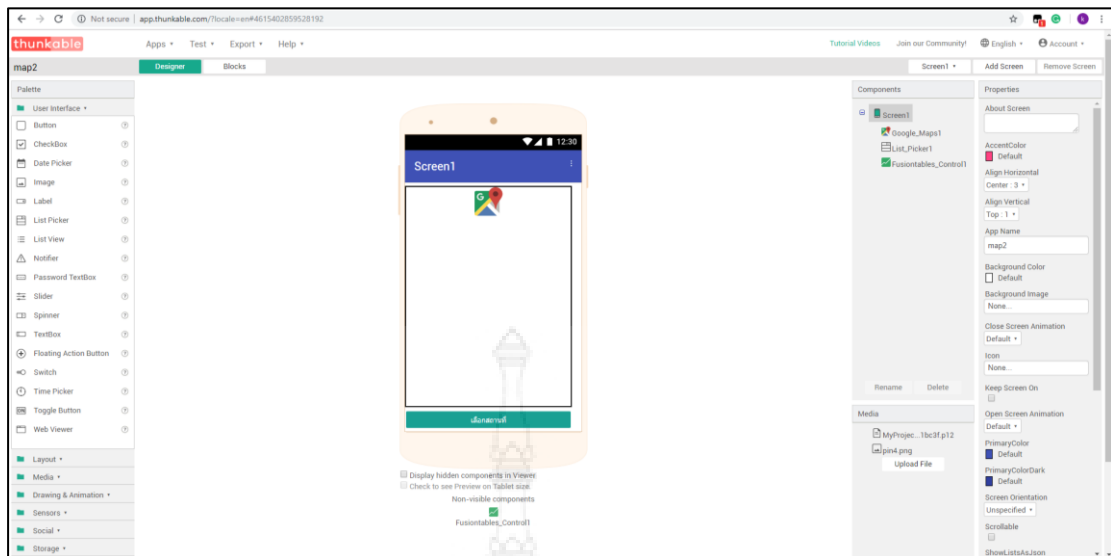 Not secure | app.thunkable.com/?locale=en#4615402859528192
thunkable Apps Test Export Help Tutorial Videos Join our Community! English Account
map2 Designer Blocks Screen1 Add Screen Remove Screen
Palette
User Interface
Button
CheckBox
Date Picker
Image
Label
List Picker
List View
Notifier
Password TextBox
Slider
Spinner
TextBox
Floating Action Button
Switch
Time Picker
Toggle Button
Web Viewer
Layout
Media
Drawing & Animation
Sensors
Social
Storage
12:30
Screen1
G
เลือกสถานที่
Display hidden components in Viewer
Check to see Preview on Tablet size.
Non-visible components
Fusiontables_Control1
Components
Screen1
Google_Maps1
List_Picker1
Fusiontables_Control1
Rename Delete
Media
MyProjec...1bc3f.p12
pin4.png
Upload File
Properties
About Screen
AccentColor
Default
Align Horizontal
Center : 3
Align Vertical
Top : 1
App Name
map2
Background Color
Default
Background Image
None...
Close Screen Animation
Default
Icon
None...
Keep Screen On
Open Screen Animation
Default
PrimaryColor
Default
PrimaryColorDark
Default
Screen Orientation
Unspecified
Scrollable
ShowListsAsJson